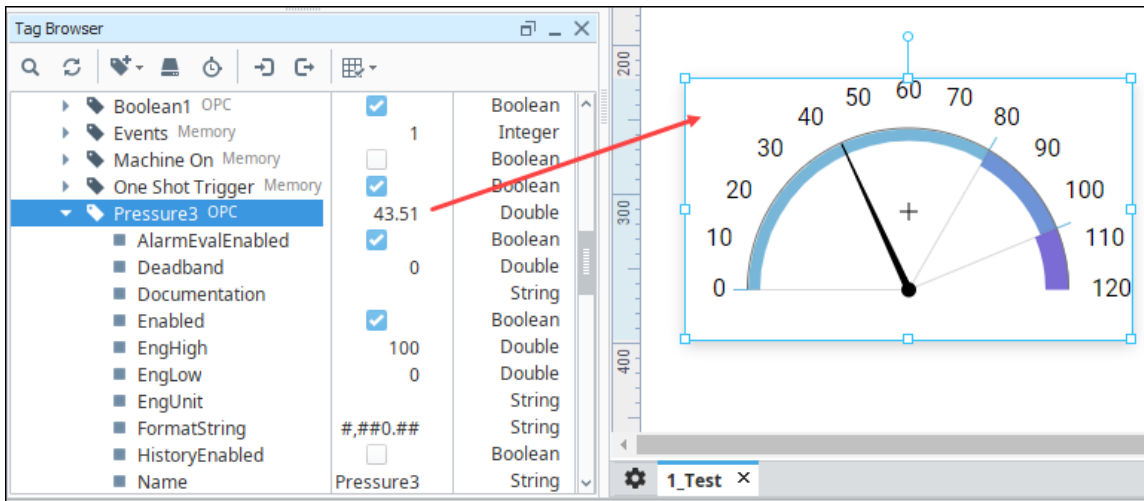 Tag Browser
Boolean1 OPC Boolean
Events Memory 1 Integer
Machine On Memory Boolean
One Shot Trigger Memory Boolean
Pressure3 OPC 43.51 Double
AlarmEvalEnabled Boolean
Deadband 0 Double
Documentation String
Enabled Boolean
EngHigh 100 Double
EngLow 0 Double
EngUnit String
FormatString #,##0.## String
HistoryEnabled Boolean
Name Pressure3 String
200
300
400
0
10
20
30
40
50
60
70
80
90
100
110
120
1_Test